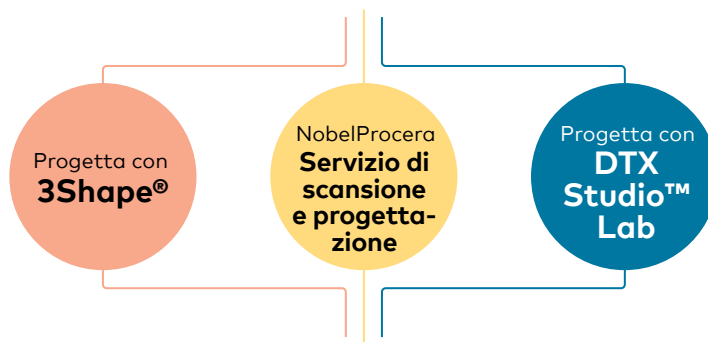 Progetta con
3Shape®
NobelProcera
Servizio di
scansione
e progetta-
zione
Progetta con
DTX
Studio™
Lab